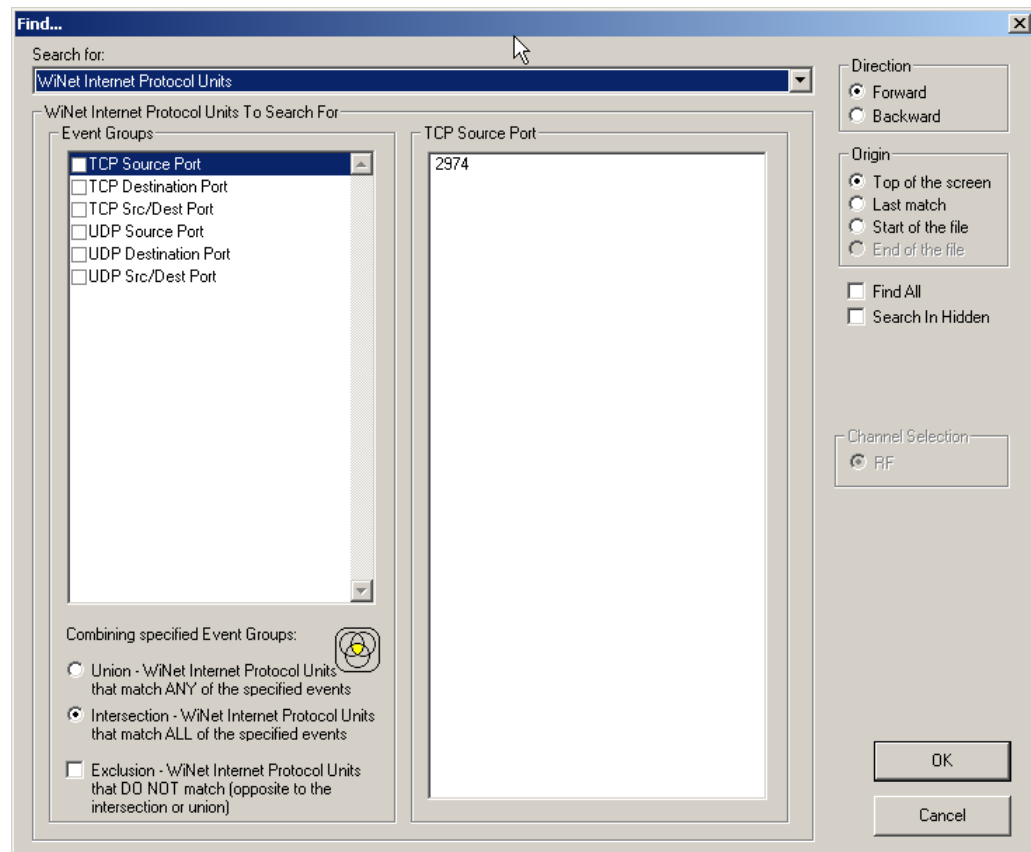 Find...
Search for:
WiNet Internet Protocol Units
WiNet Internet Protocol Units To Search For
Event Groups
TCP Source Port
TCP Destination Port
TCP Src/Dest Port
UDP Source Port
UDP Destination Port
UDP Src/Dest Port
Combining specified Event Groups:
Union - WiNet Internet Protocol Units
that match ANY of the specified events
Intersection - WiNet Internet Protocol Units
that match ALL of the specified events
Exclusion - WiNet Internet Protocol Units
that DO NOT match (opposite to the
intersection or union)
TCP Source Port
2974
Direction
Forward
Backward
Origin
Top of the screen
Last match
Start of the file
End of the file
Find All
Search In Hidden
Channel Selection
RF
OK
Cancel